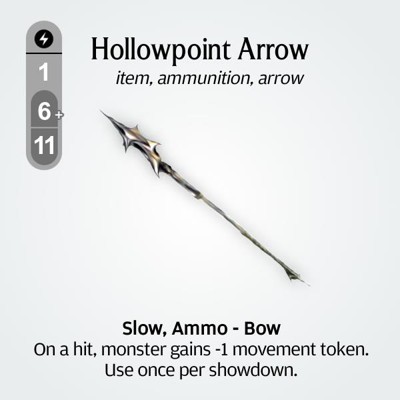 Hollowpoint Arrow
item, ammunition, arrow
1
6+
11
Slow, Ammo - Bow
On a hit, monster gains -1 movement token.
Use once per showdown.